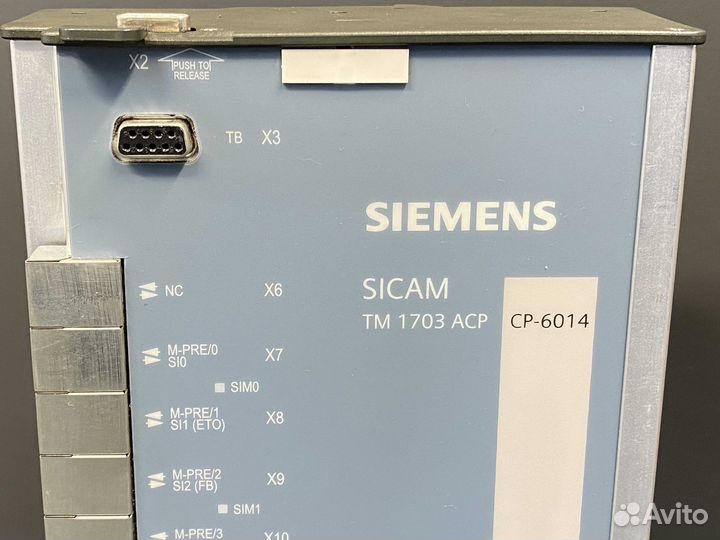 X2 PUSH TO
RELEASE
TB X3
SIEMENS
NC X6
SICAM
TM 1703 ACP CP-6014
M-PRE/0
SI0
X7
SIM0
M-PRE/1
SI1 (ETO)
X8
M-PRE/2
SI2 (FB)
X9
SIM1
M-PRE/3
X10
Avito